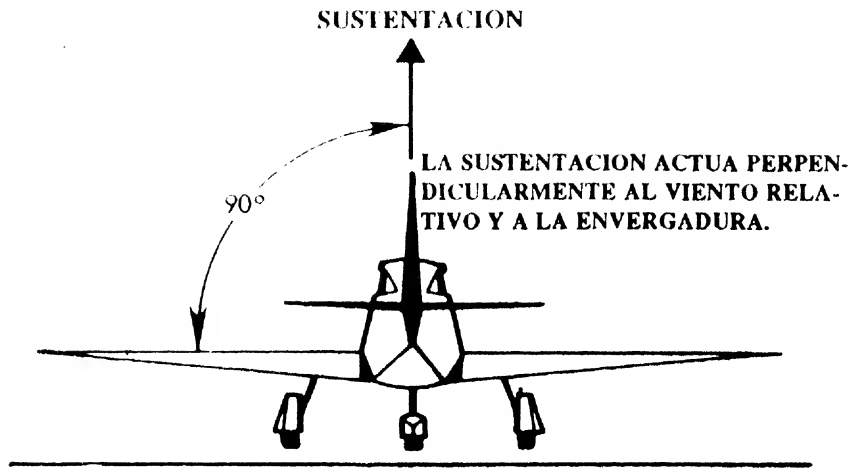 SUSTENTACION
LA SUSTENTACION ACTUA PERPEN-
DICULARMENTE AL VIENTO RELA-
TIVO Y A LA ENVERGADURA.
90°